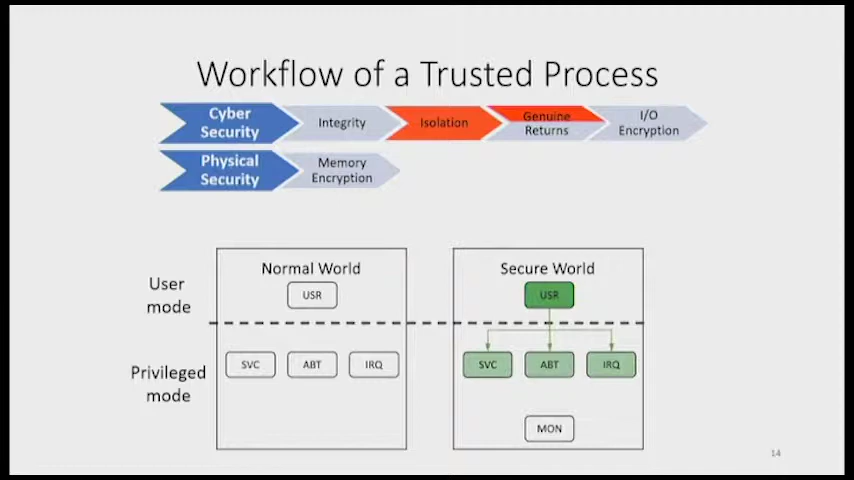 Workflow of a Trusted Process
Cyber
Security
Integrity
Isolation
Genuine
Returns
I/O
Encryption
Physical
Security
Memory
Encryption
User
mode
Normal World
USR
Secure World
USR
Privileged
mode
SVC
ABT
IRQ
SVC
ABT
IRQ
MON
14